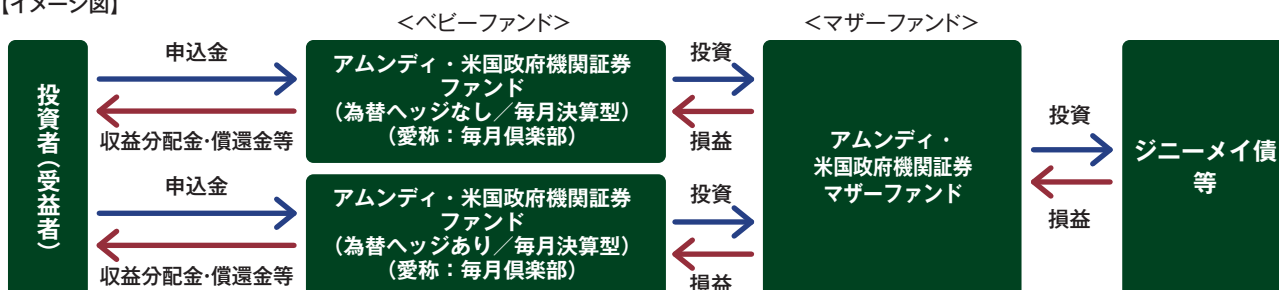 【イメージ図】
＜ベビーファンド＞
＜マザーファンド＞
投資者（受益者）
申込金
収益分配金・償還金等
アムンディ・米国政府機関証券
ファンド
（為替ヘッジなし／毎月決算型）
（愛称：毎月倶楽部）
投資
損益
申込金
収益分配金・償還金等
アムンディ・米国政府機関証券
ファンド
（為替ヘッジあり／毎月決算型）
（愛称：毎月倶楽部）
投資
損益
アムンディ・
米国政府機関証券
マザーファンド
投資
損益
ジニーメイ債
等